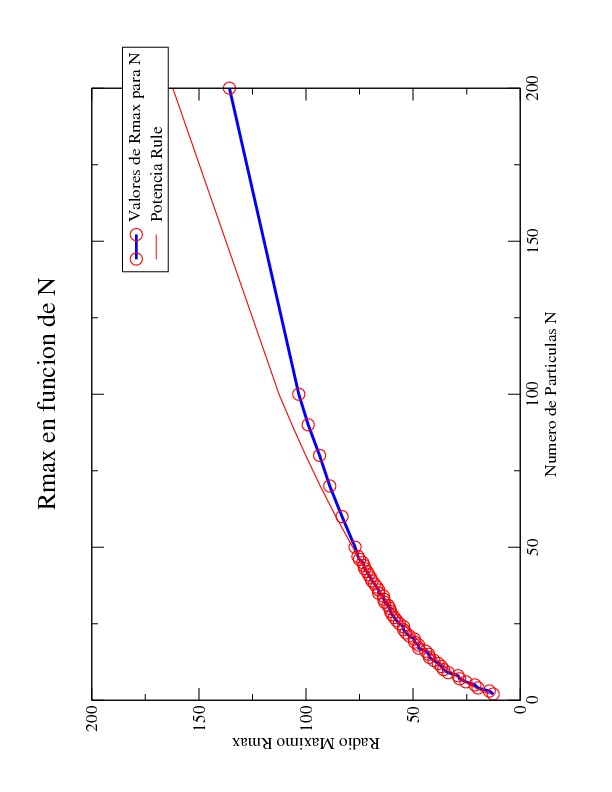 Rmax en funcion de N
Valores de Rmax para N
Potencia Rule
200
150
100
50
0
Radio Maximo Rmax
0
50
100
150
200
Numero de Particulas N